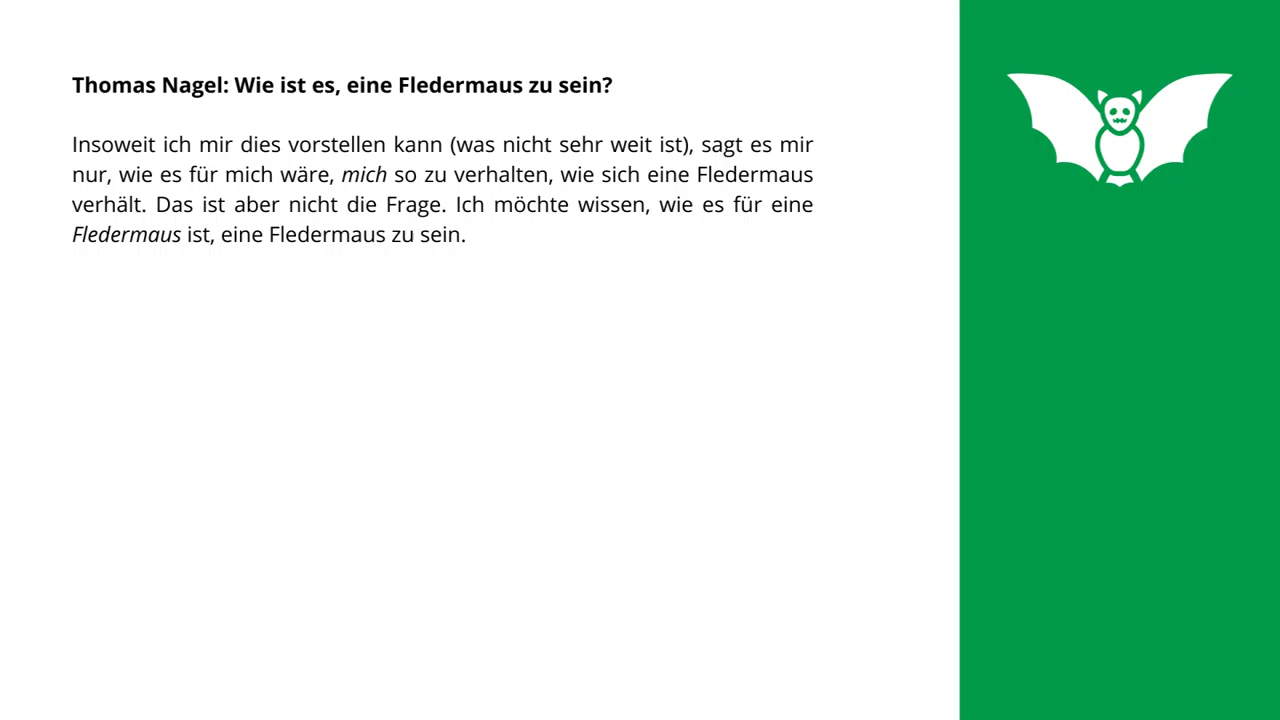 Thomas Nagel: Wie ist es, eine Fledermaus zu sein?
Insoweit ich mir dies vorstellen kann (was nicht sehr weit ist), sagt es mir
nur, wie es für mich wäre, mich so zu verhalten, wie sich eine Fledermaus
verhält. Das ist aber nicht die Frage. Ich möchte wissen, wie es für eine
Fledermaus ist, eine Fledermaus zu sein.